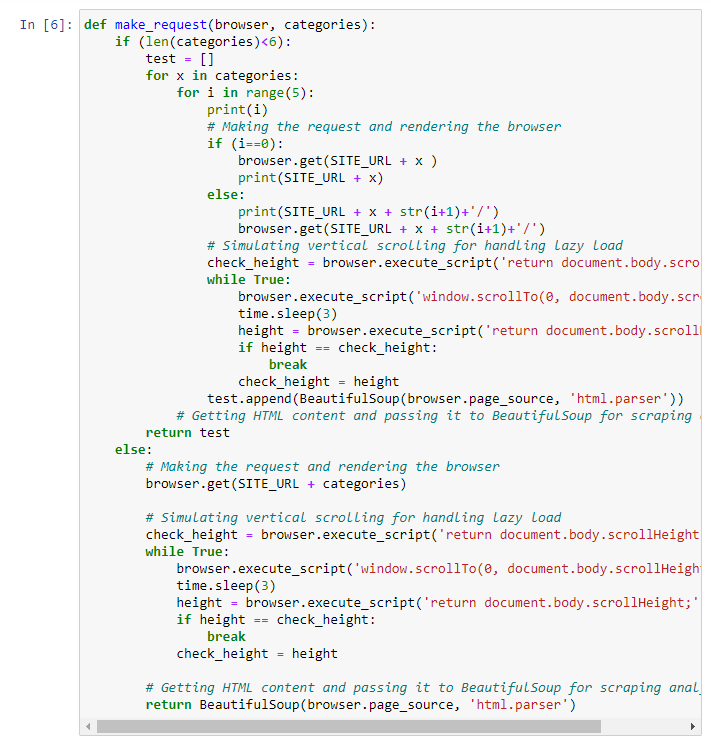 In [6]: def make_request(browser, categories):
    if (len(categories)<6):
        test = []
        for x in categories:
            for i in range(5):
                print(i)
                # Making the request and rendering the browser
                if (i==0):
                    browser.get(SITE_URL + x )
                    print(SITE_URL + x)
                else:
                    print(SITE_URL + x + str(i+1)+'/')
                    browser.get(SITE_URL + x + str(i+1)+'/')
                # Simulating vertical scrolling for handling lazy load
                check_height = browser.execute_script('return document.body.scro
                while True:
                    browser.execute_script('window.scrollTo(0, document.body.scr
                    time.sleep(3)
                    height = browser.execute_script('return document.body.scroll
                    if height == check_height:
                        break
                    check_height = height
                test.append(BeautifulSoup(browser.page_source, 'html.parser'))
            # Getting HTML content and passing it to BeautifulSoup for scraping
        return test
    else:
        # Making the request and rendering the browser
        browser.get(SITE_URL + categories)

        # Simulating vertical scrolling for handling lazy load
        check_height = browser.execute_script('return document.body.scrollHeight
        while True:
            browser.execute_script('window.scrollTo(0, document.body.scrollHeigh
            time.sleep(3)
            height = browser.execute_script('return document.body.scrollHeight;'
            if height == check_height:
                break
            check_height = height

        # Getting HTML content and passing it to BeautifulSoup for scraping anal
        return BeautifulSoup(browser.page_source, 'html.parser')